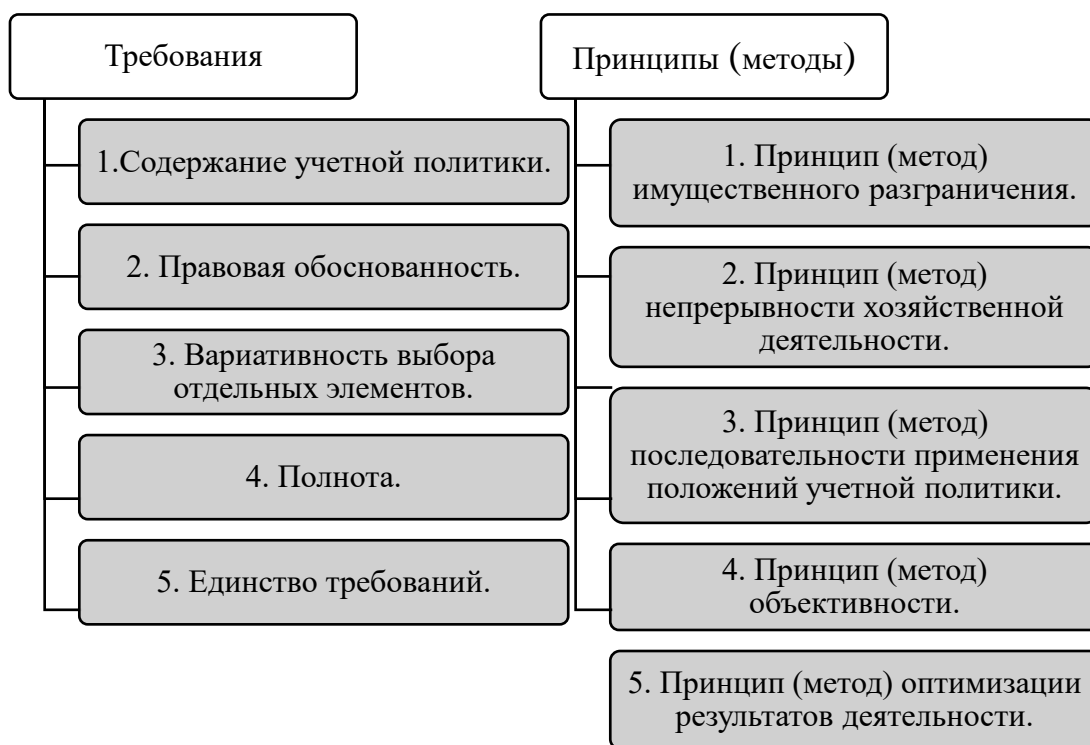 Требования
1.Содержание учетной политики.
2. Правовая обоснованность.
3. Вариативность выбора
отдельных элементов.
4. Полнота.
5. Единство требований.
Принципы (методы)
1. Принцип (метод)
имущественного разграничения.
2. Принцип (метод)
непрерывности хозяйственной
деятельности.
3. Принцип (метод)
последовательности применения
положений учетной политики.
4. Принцип (метод)
объективности.
5. Принцип (метод) оптимизации
результатов деятельности.